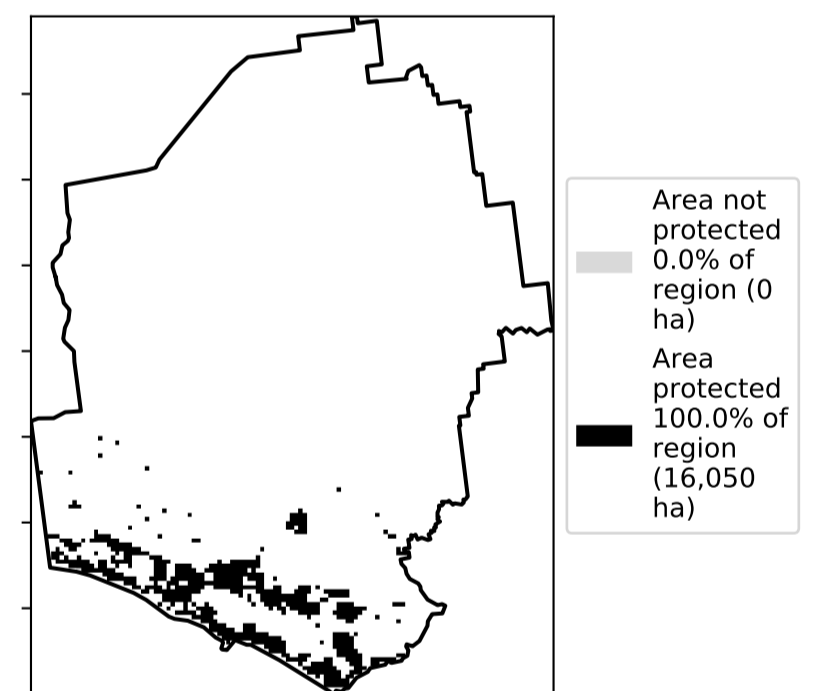 Area not
protected
0.0% of
region (0
ha)
Area
protected
100.0% of
region
(16,050
ha)